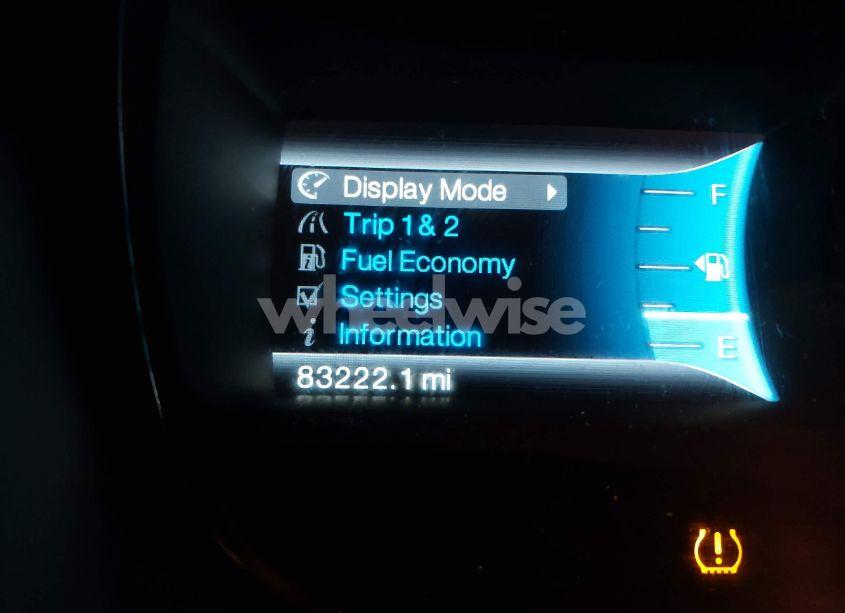 Display Mode
F
Trip 1 & 2
Fuel Economy
Settings
wheelwise
Information
E
83222.1 mi